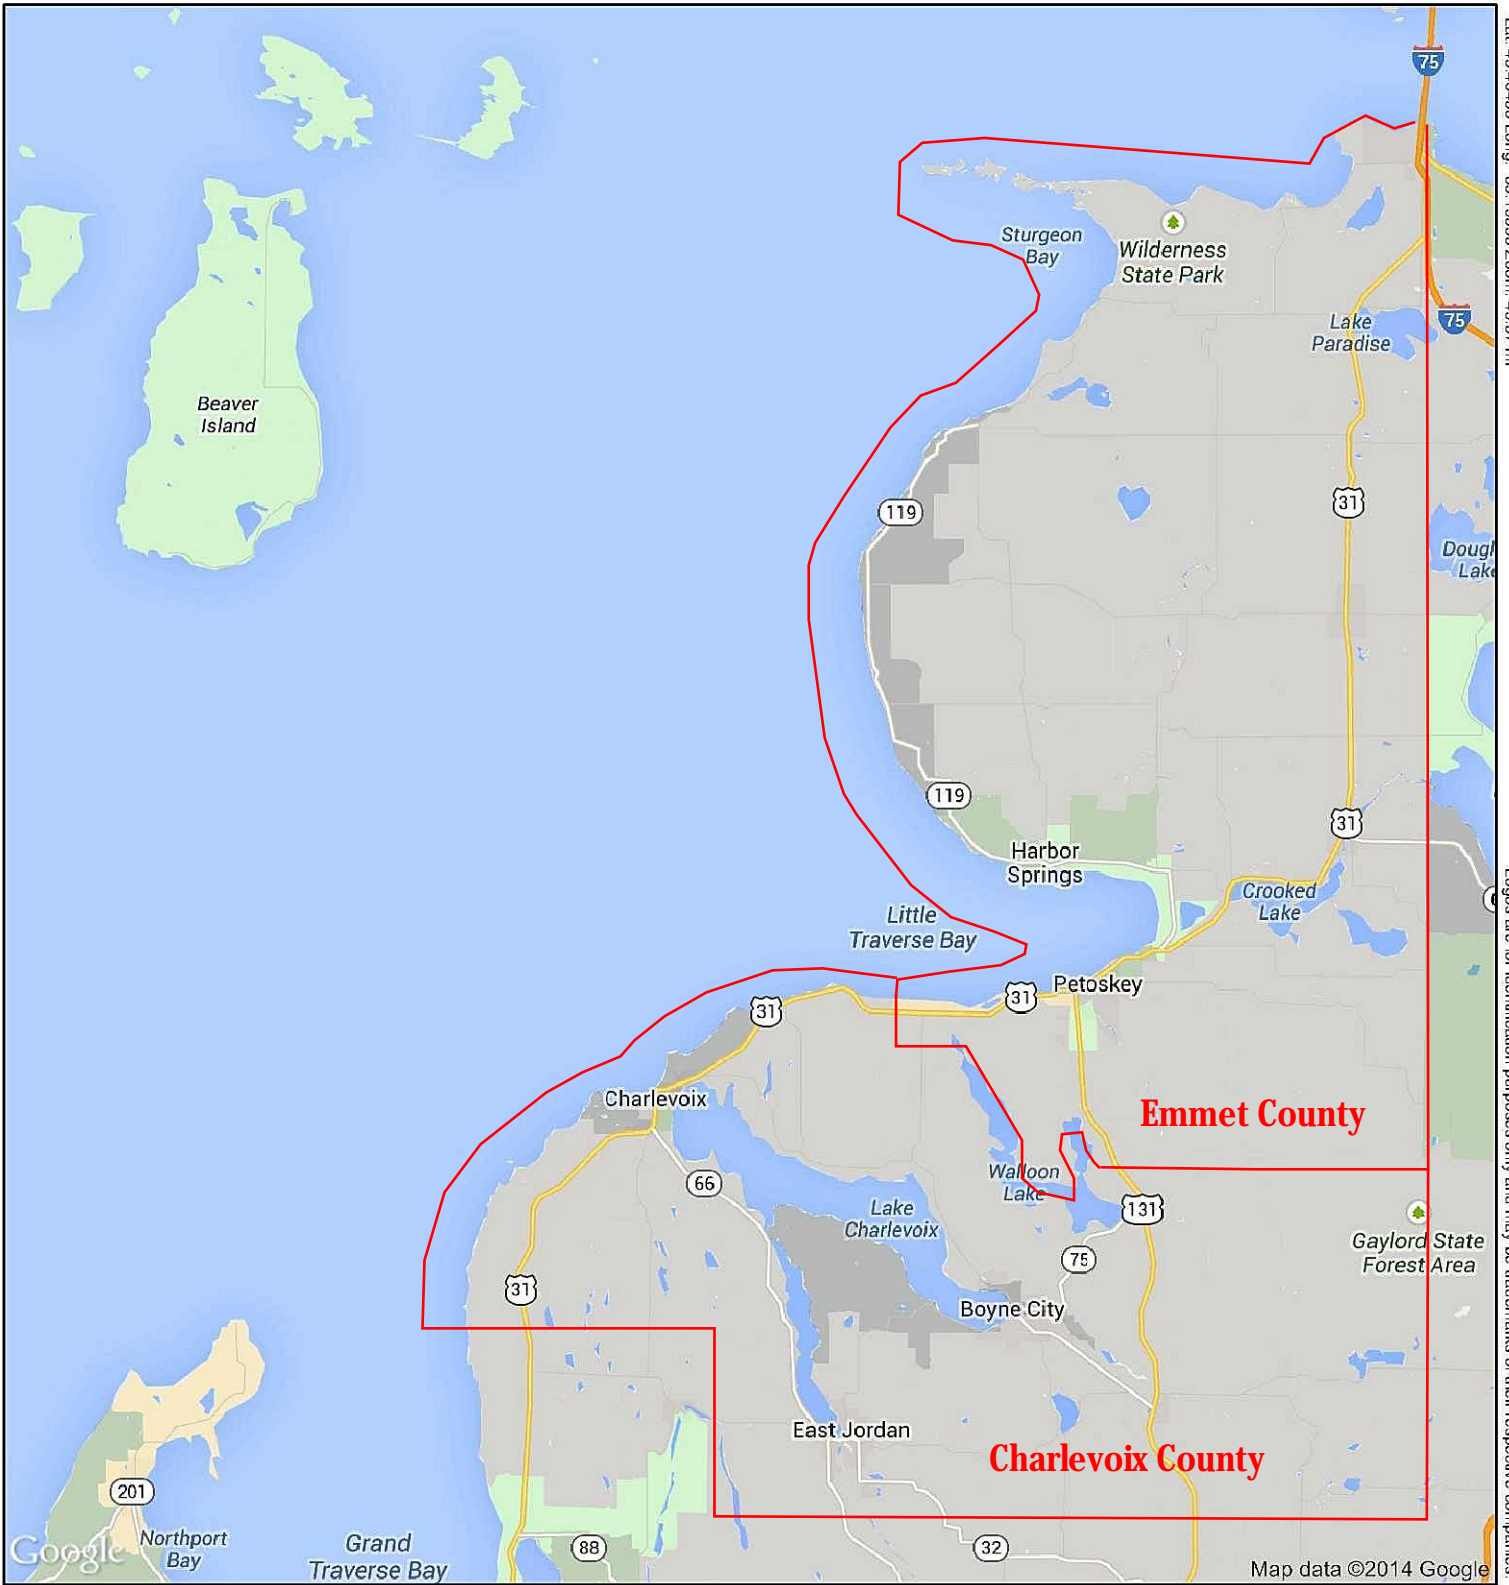 75
Sturgeon
Bay
Wilderness
State Park
Lake
Paradise
75
Beaver
Island
119
31
Dougl
Lake
119
31
Harbor
Springs
Crooked
Lake
Little
Traverse Bay
6
31
31
Petoskey
Charlevoix
Emmet County
66
Walloon
Lake
131
Lake
Charlevoix
75
Gaylord State
Forest Area
31
Boyne City
East Jordan
Charlevoix County
201
Northport
Bay
Grand
Traverse Bay
88
32
Google
Map data ©2014 Google